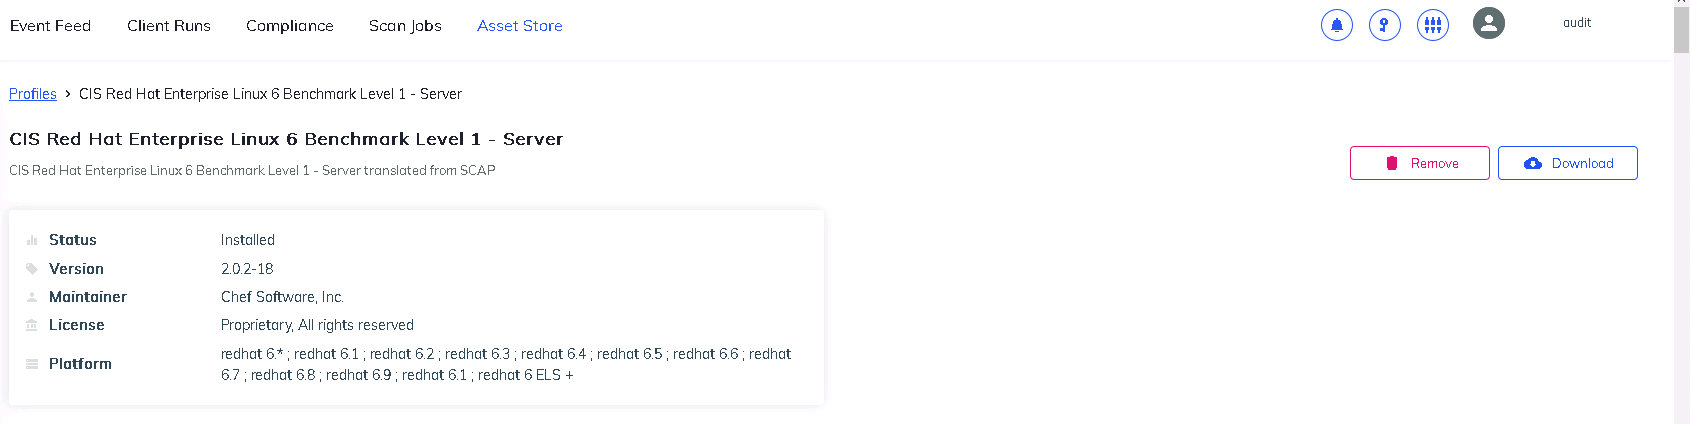 Event Feed Client Runs Compliance Scan Jobs Asset Store audit
Profiles > CIS Red Hat Enterprise Linux 6 Benchmark Level 1 - Server
CIS Red Hat Enterprise Linux 6 Benchmark Level 1 - Server
CIS Red Hat Enterprise Linux 6 Benchmark Level 1 - Server translated from SCAP
Remove Download
Status Installed
Version 2.0.2-18
Maintainer Chef Software, Inc.
License Proprietary, All rights reserved
Platform redhat 6.* ; redhat 6.1 ; redhat 6.2 ; redhat 6.3 ; redhat 6.4 ; redhat 6.5 ; redhat 6.6 ; redhat
6.7 ; redhat 6.8 ; redhat 6.9 ; redhat 6.1 ; redhat 6 ELS +